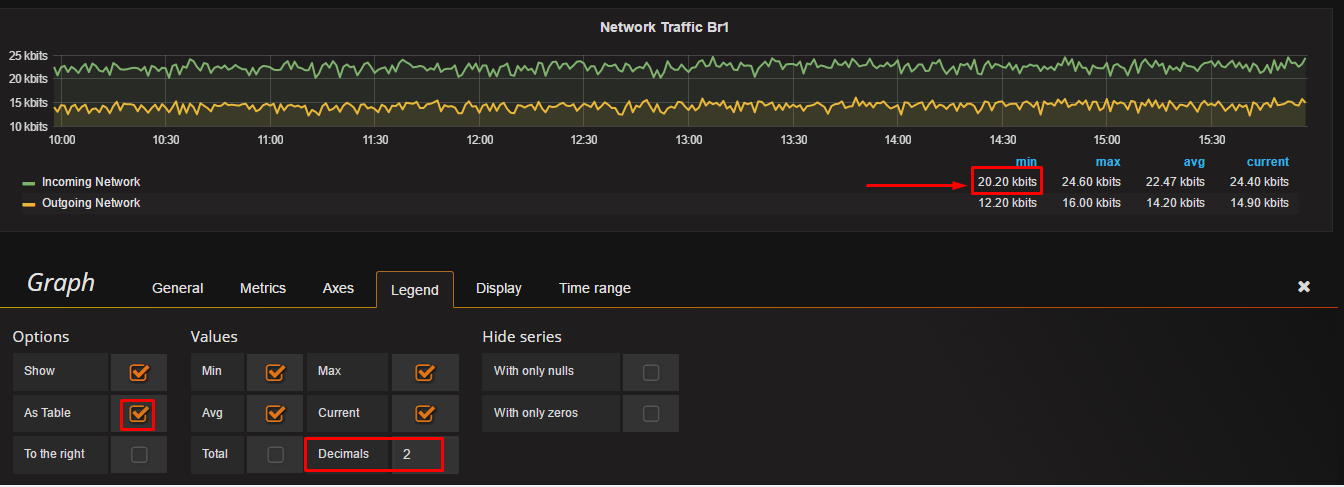 Network Traffic Br1
25 kbits
20 kbits
15 kbits
10 kbits
10:00 10:30 11:00 11:30 12:00 12:30 13:00 13:30 14:00 14:30 15:00 15:30
min max avg current
Incoming Network 20.20 kbits 24.60 kbits 22.47 kbits 24.40 kbits
Outgoing Network 12.20 kbits 16.00 kbits 14.20 kbits 14.90 kbits
Graph General Metrics Axes Legend Display Time range
Options Values Hide series
Show Min Max With only nulls
As Table Avg Current With only zeros
To the right Total Decimals 2